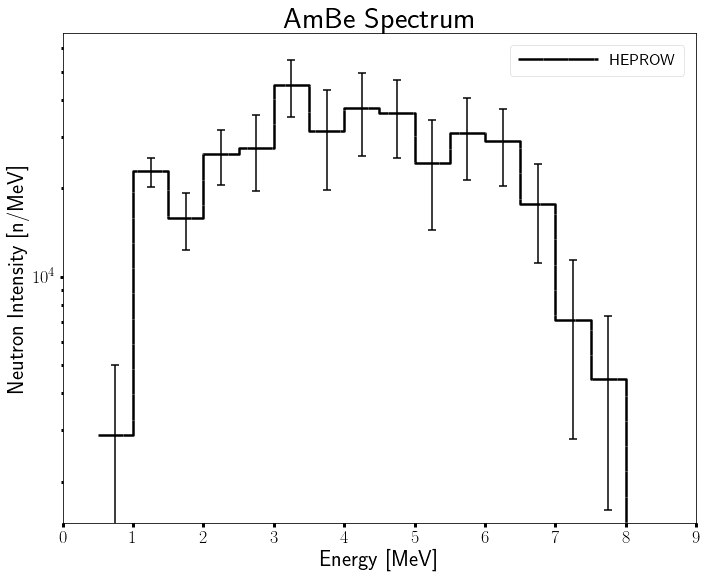 AmBe Spectrum
HEPROW
Neutron Intensity [n/MeV]
10^4
0 1 2 3 4 5 6 7 8 9
Energy [MeV]